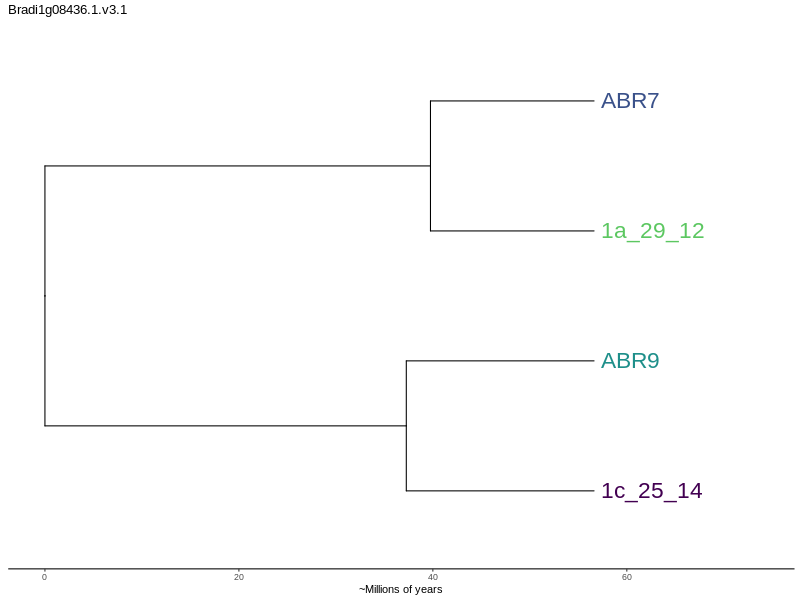 Bradi1g08436.1.v3.1
ABR7
1a_29_12
ABR9
1c_25_14
0 20 40 60
~Millions of years